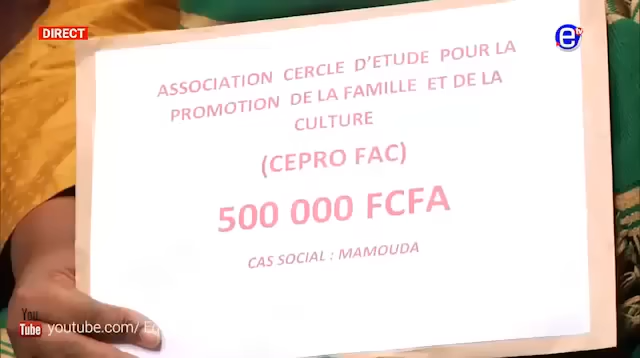 DIRECT
e
ASSOCIATION CERCLE D'ETUDE POUR LA
PROMOTION DE LA FAMILLE ET DE LA
CULTURE
(CEPRO FAC)
500 000 FCFA
CAS SOCIAL : MAMOUDA
You
Tube youtube.com/